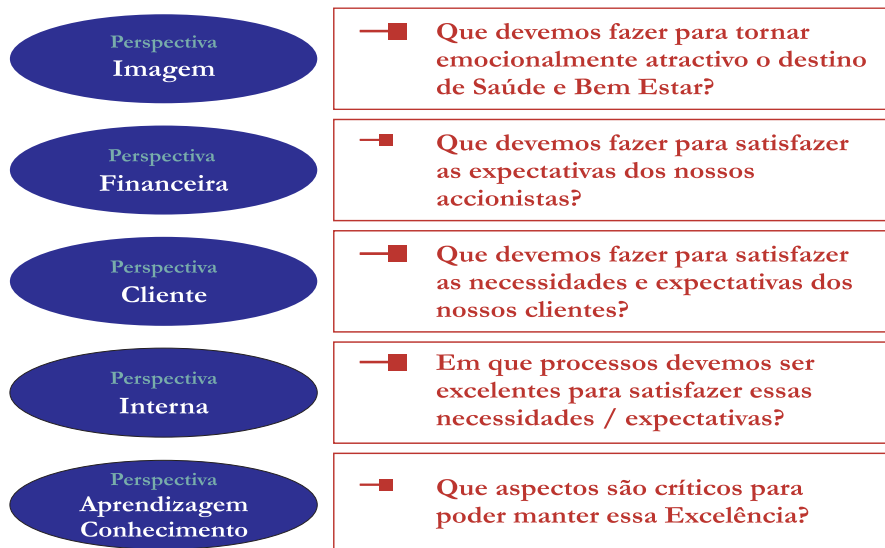 Perspectiva
Imagem
Que devemos fazer para tornar
emocionalmente atractivo o destino
de Saúde e Bem Estar?
Perspectiva
Financeira
Que devemos fazer para satisfazer
as expectativas dos nossos
accionistas?
Perspectiva
Cliente
Que devemos fazer para satisfazer
as necessidades e expectativas dos
nossos clientes?
Perspectiva
Interna
Em que processos devemos ser
excelentes para satisfazer essas
necessidades / expectativas?
Perspectiva
Aprendizagem
Conhecimento
Que aspectos são críticos para
poder manter essa Excelência?